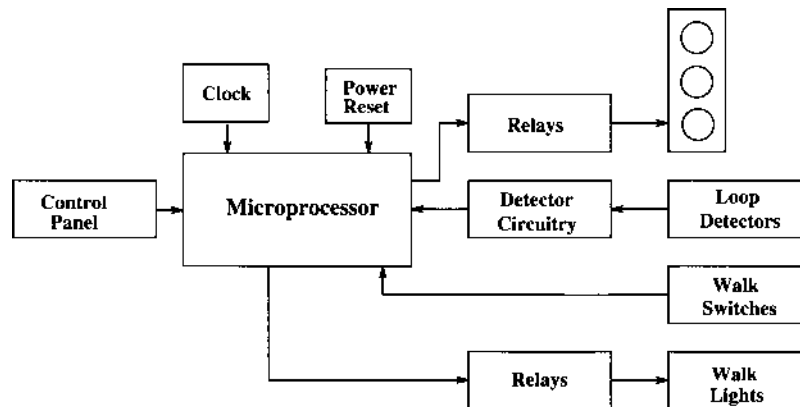 Clock
Power
Reset
Relays
Control
Panel
Microprocessor
Detector
Circuitry
Loop
Detectors
Walk
Switches
Relays
Walk
Lights